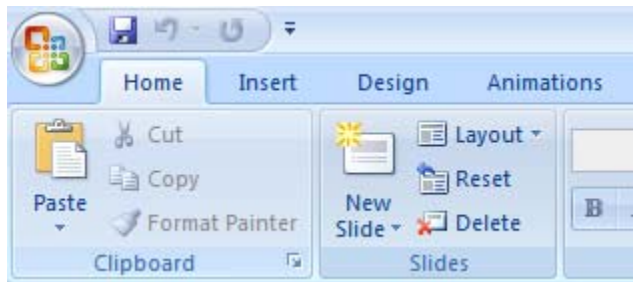 Home Insert Design Animations
Cut
Copy
Format Painter
Paste
Clipboard
Layout
Reset
Delete
New
Slide
Slides
B